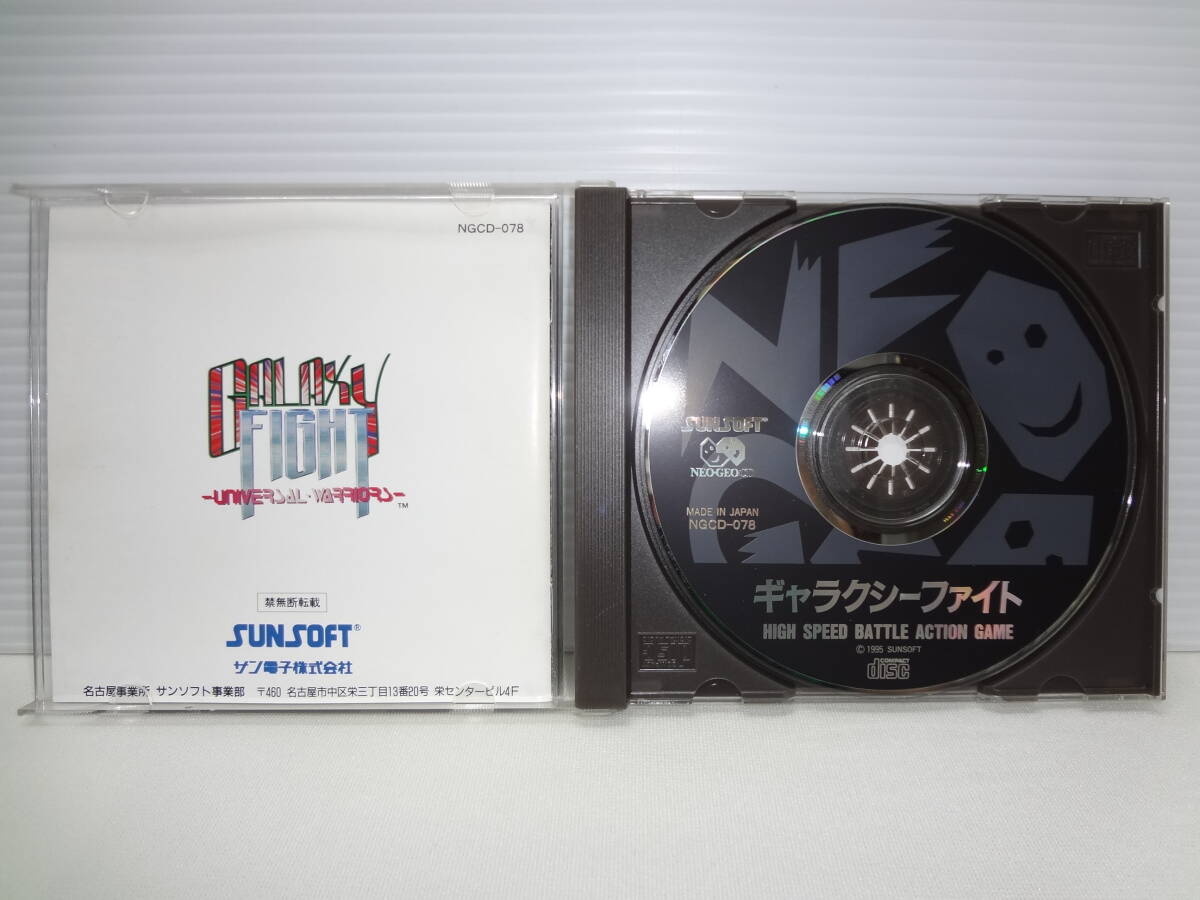 NGCD-078
GALAXY
FIGHT
-UNIVERSAL·WARRIORS-
™
禁無断転載
SUNSOFT®
サン電子株式会社
名古屋事業所 サンソフト事業部 〒460 名古屋市中区栄三丁目13番20号 栄センタービル4F
NEO
GEO
SUNSOFT®
NEO·GEO CD
MADE IN JAPAN
NGCD-078
ギャラクシーファイト
HIGH SPEED BATTLE ACTION GAME
© 1995 SUNSOFT
COMPACT
disc